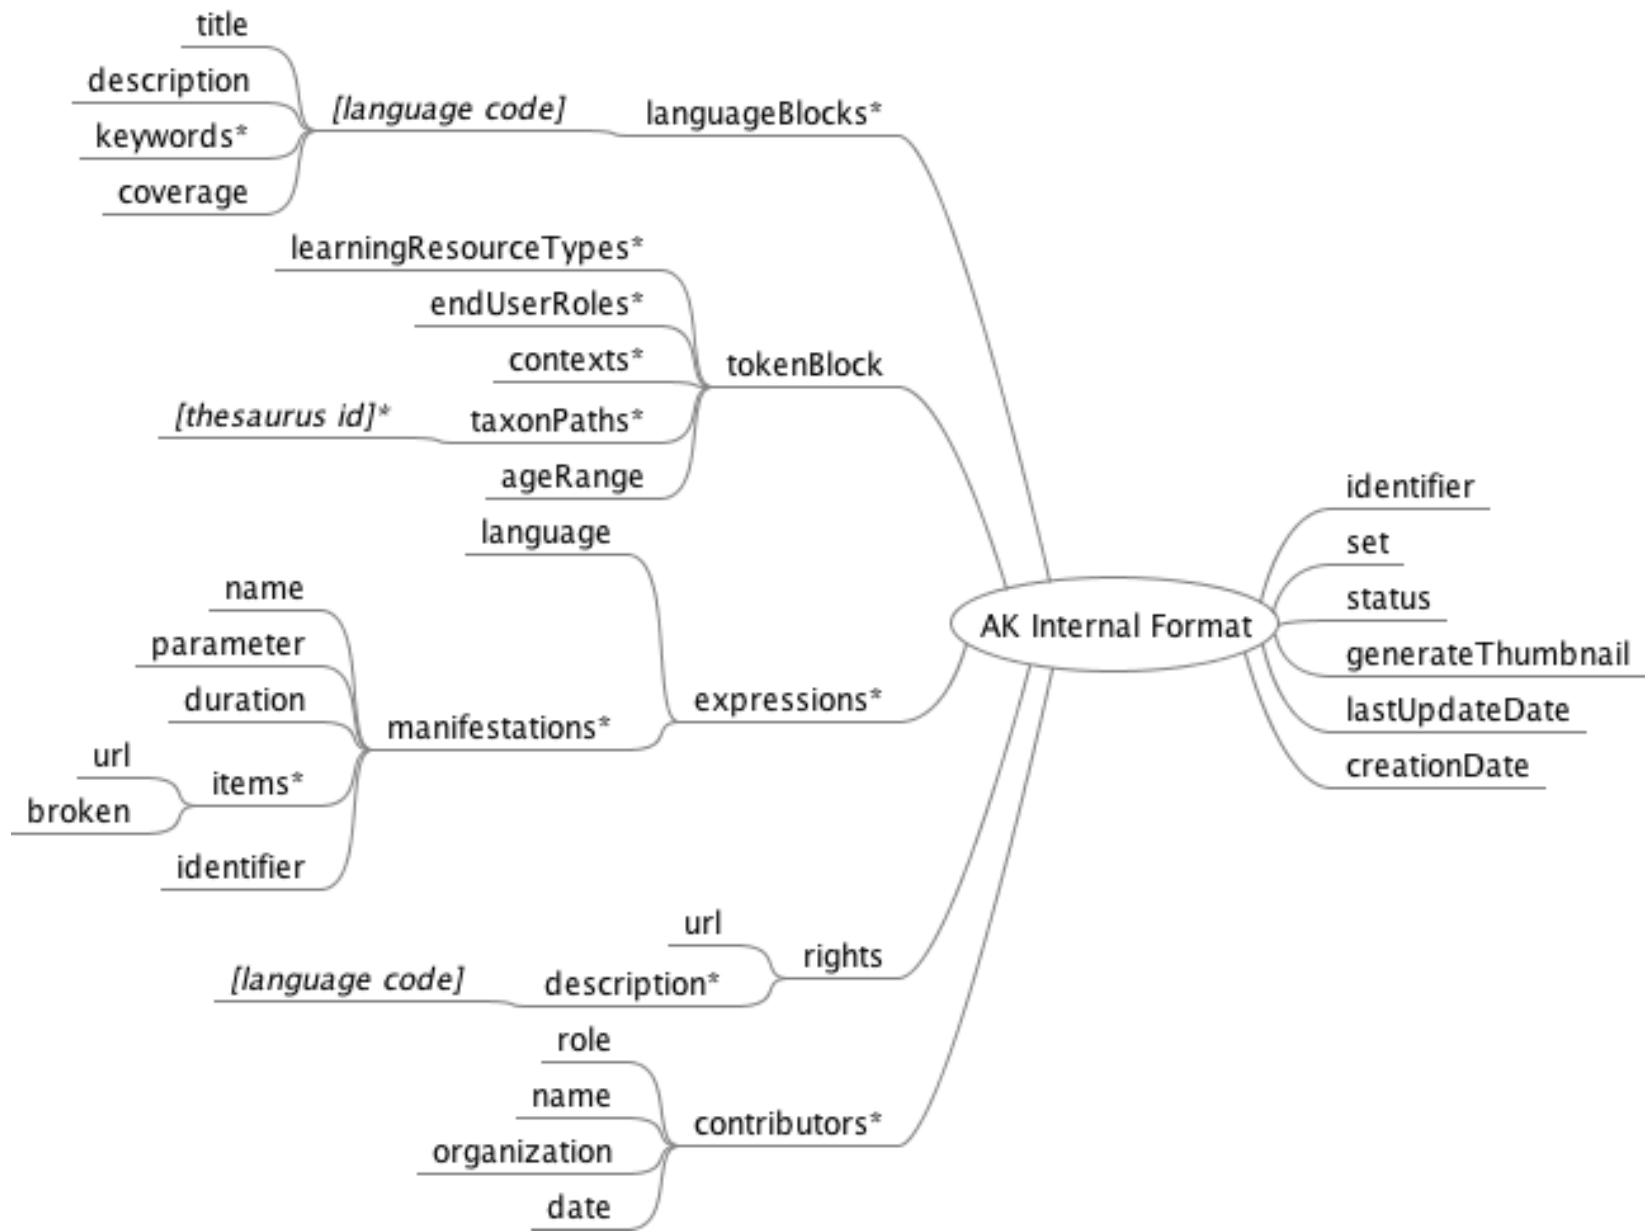 title
description
keywords*
coverage
[language code]
languageBlocks*
learningResourceTypes*
endUserRoles*
contexts*
[thesaurus id]*
taxonPaths*
ageRange
tokenBlock
language
name
parameter
duration
url
broken
items*
identifier
manifestations*
expressions*
url
[language code]
description*
rights
role
name
organization
date
contributors*
AK Internal Format
identifier
set
status
generateThumbnail
lastUpdateDate
creationDate